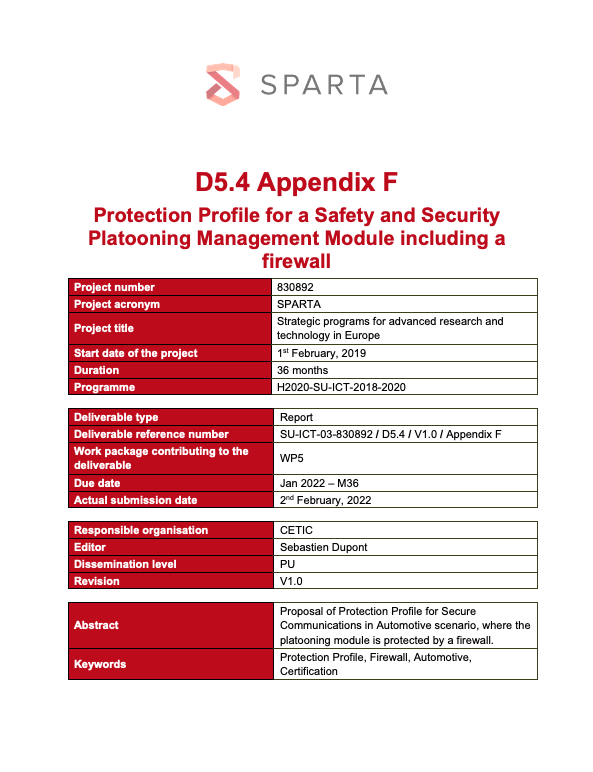 SPARTA
D5.4 Appendix F
Protection Profile for a Safety and Security
Platooning Management Module including a
firewall
Project number 830892
Project acronym SPARTA
Project title Strategic programs for advanced research and
technology in Europe
Start date of the project 1st February, 2019
Duration 36 months
Programme H2020-SU-ICT-2018-2020
Deliverable type Report
Deliverable reference number SU-ICT-03-830892 / D5.4 / V1.0 / Appendix F
Work package contributing to the
deliverable WP5
Due date Jan 2022 – M36
Actual submission date 2nd February, 2022
Responsible organisation CETIC
Editor Sebastien Dupont
Dissemination level PU
Revision V1.0
Abstract Proposal of Protection Profile for Secure
Communications in Automotive scenario, where the
platooning module is protected by a firewall.
Keywords Protection Profile, Firewall, Automotive,
Certification